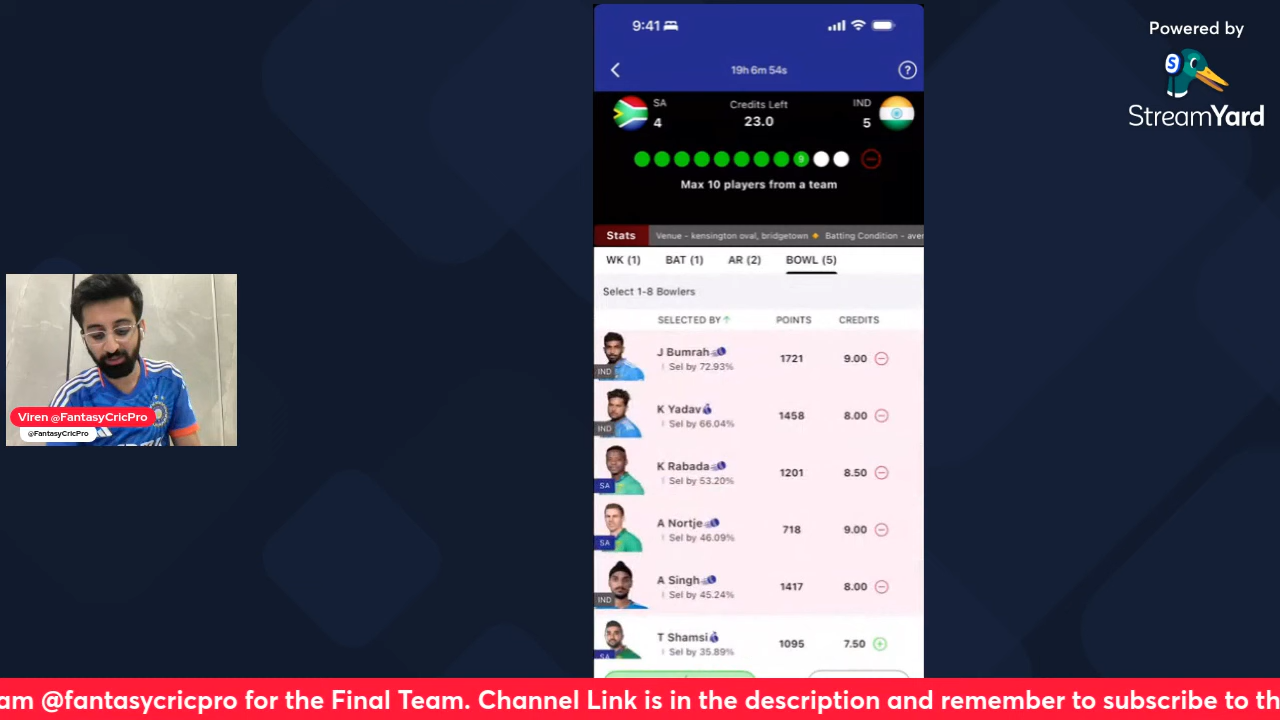 9:41
Powered by
StreamYard
19h 6m 54s
?
SA
4
Credits Left
23.0
IND
5
9
Max 10 players from a team
Stats
Venue - kensington oval, bridgetown
Batting Condition - aver
WK (1)
BAT (1)
AR (2)
BOWL (5)
Select 1-8 Bowlers
SELECTED BY
POINTS
CREDITS
J Bumrah
Sel by 72.93%
1721
9.00
IND
K Yadav
Sel by 66.04%
1458
8.00
IND
K Rabada
Sel by 53.20%
1201
8.50
SA
A Nortje
Sel by 46.09%
718
9.00
SA
A Singh
Sel by 45.24%
1417
8.00
IND
T Shamsi
Sel by 35.89%
1095
7.50
SA
Viren @FantasyCricPro
@FantasyCricPro
am @fantasycricpro for the Final Team. Channel Link is in the description and remember to subscribe to th